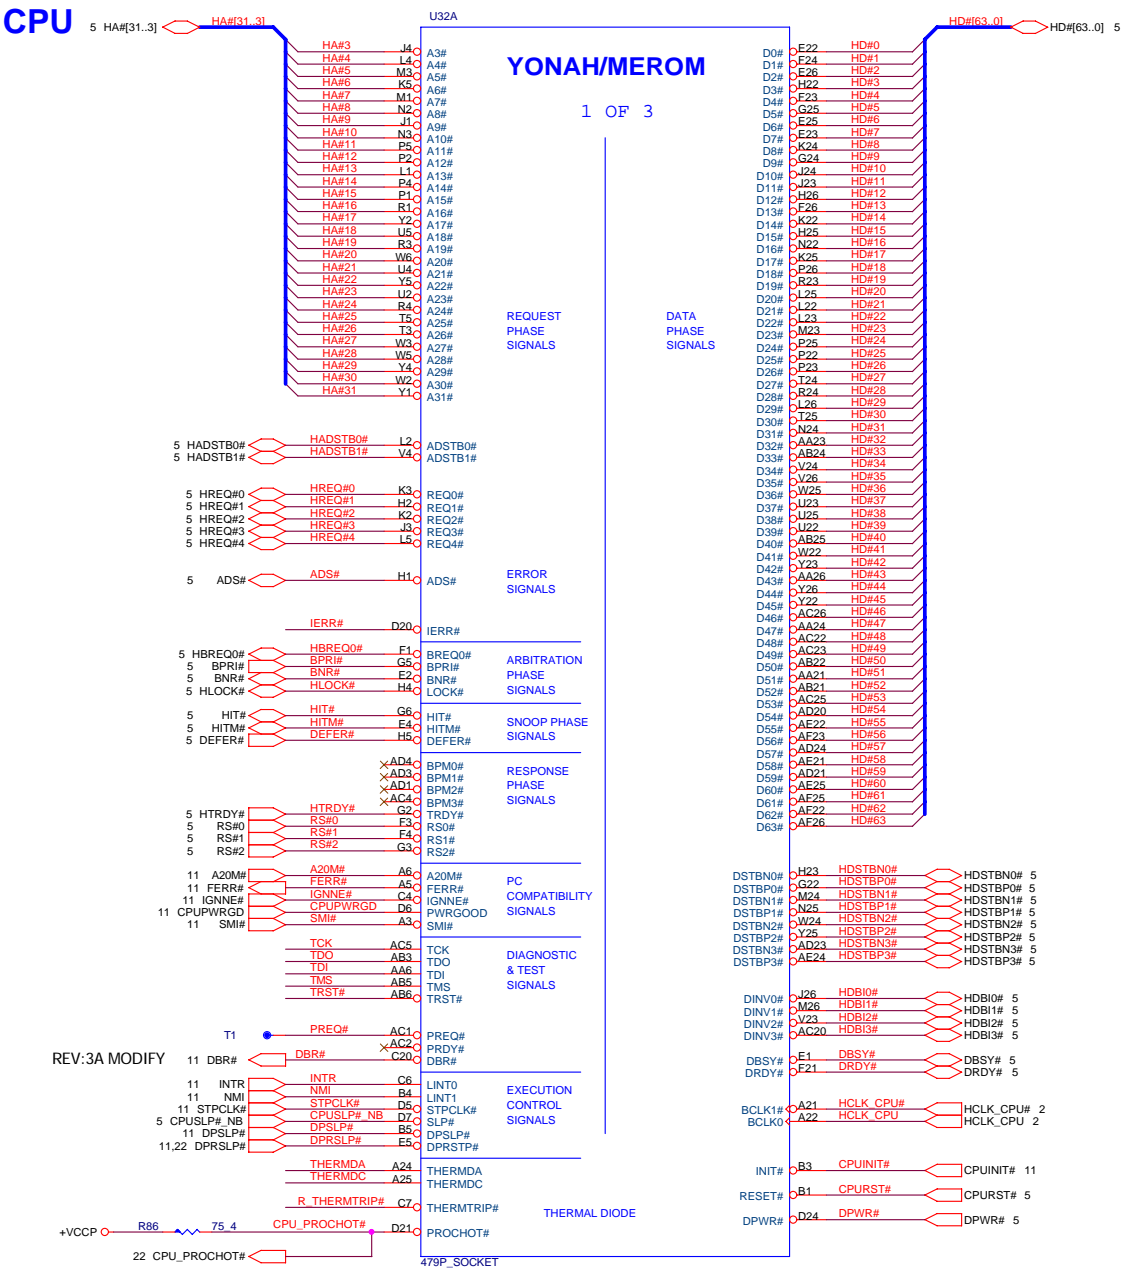 CPU
U32A
5 HA#[31..3] HA#[31..3]
HD#[63..0] HD#[63..0] 5
YONAH/MEROM
1 OF 3
HA#3 J4 A3#
HA#4 L4 A4#
HA#5 M3 A5#
HA#6 K5 A6#
HA#7 M1 A7#
HA#8 N2 A8#
HA#9 J1 A9#
HA#10 N3 A10#
HA#11 P5 A11#
HA#12 P2 A12#
HA#13 L1 A13#
HA#14 P4 A14#
HA#15 P1 A15#
HA#16 R1 A16#
HA#17 Y2 A17#
HA#18 U5 A18#
HA#19 R3 A19#
HA#20 W6 A20#
HA#21 U4 A21#
HA#22 Y5 A22#
HA#23 U2 A23#
HA#24 R4 A24#
HA#25 T5 A25#
HA#26 T3 A26#
HA#27 W3 A27#
HA#28 W5 A28#
HA#29 Y4 A29#
HA#30 W2 A30#
HA#31 Y1 A31#
REQUEST
PHASE
SIGNALS
5 HADSTB0# HADSTB0# L2 ADSTB0#
5 HADSTB1# HADSTB1# V4 ADSTB1#
5 HREQ#0 HREQ#0 K3 REQ0#
5 HREQ#1 HREQ#1 H2 REQ1#
5 HREQ#2 HREQ#2 K2 REQ2#
5 HREQ#3 HREQ#3 J3 REQ3#
5 HREQ#4 HREQ#4 L5 REQ4#
5 ADS# ADS# H1 ADS#
ERROR
SIGNALS
IERR# D20 IERR#
5 HBREQ0# HBREQ0# F1 BREQ0#
5 BPRI# BPRI# G5 BPRI#
5 BNR# BNR# E2 BNR#
5 HLOCK# HLOCK# H4 LOCK#
ARBITRATION
PHASE
SIGNALS
5 HIT# HIT# G6 HIT#
5 HITM# HITM# E4 HITM#
5 DEFER# DEFER# H5 DEFER#
SNOOP PHASE
SIGNALS
AD4 BPM0#
AD3 BPM1#
AD1 BPM2#
AC4 BPM3#
5 HTRDY# HTRDY# G2 TRDY#
5 RS#0 RS#0 F3 RS0#
5 RS#1 RS#1 F4 RS1#
5 RS#2 RS#2 G3 RS2#
RESPONSE
PHASE
SIGNALS
11 A20M# A20M# A6 A20M#
11 FERR# FERR# A5 FERR#
11 IGNNE# IGNNE# C4 IGNNE#
11 CPUPWRGD CPUPWRGD D6 PWRGOOD
11 SMI# SMI# A3 SMI#
PC
COMPATIBILITY
SIGNALS
TCK AC5 TCK
TDO AB3 TDO
TDI AA6 TDI
TMS AB5 TMS
TRST# AB6 TRST#
DIAGNOSTIC
& TEST
SIGNALS
T1 PREQ# AC1 PREQ#
AC2 PRDY#
REV:3A MODIFY 11 DBR# DBR# C20 DBR#
11 INTR INTR C6 LINT0
11 NMI NMI B4 LINT1
11 STPCLK# STPCLK# D5 STPCLK#
5 CPUSLP#_NB CPUSLP#_NB D7 SLP#
11 DPSLP# DPSLP# B5 DPSLP#
11,22 DPRSLP# DPRSLP# E5 DPRSTP#
EXECUTION
CONTROL
SIGNALS
THERMDA A24 THERMDA
THERMDC A25 THERMDC
R_THERMTRIP# C7 THERMTRIP#
THERMAL DIODE
+VCCP R86 75_4 CPU_PROCHOT# D21 PROCHOT#
22 CPU_PROCHOT#
479P_SOCKET
DATA
PHASE
SIGNALS
D0# E22 HD#0
D1# F24 HD#1
D2# E26 HD#2
D3# H22 HD#3
D4# F23 HD#4
D5# G25 HD#5
D6# E25 HD#6
D7# E23 HD#7
D8# K24 HD#8
D9# G24 HD#9
D10# J24 HD#10
D11# J23 HD#11
D12# H26 HD#12
D13# F26 HD#13
D14# K22 HD#14
D15# H25 HD#15
D16# N22 HD#16
D17# K25 HD#17
D18# P26 HD#18
D19# R23 HD#19
D20# L25 HD#20
D21# L22 HD#21
D22# L23 HD#22
D23# M23 HD#23
D24# P25 HD#24
D25# P22 HD#25
D26# P23 HD#26
D27# T24 HD#27
D28# R24 HD#28
D29# L26 HD#29
D30# T25 HD#30
D31# N24 HD#31
D32# AA23 HD#32
D33# AB24 HD#33
D34# V24 HD#34
D35# V26 HD#35
D36# W25 HD#36
D37# U23 HD#37
D38# U25 HD#38
D39# U22 HD#39
D40# AB25 HD#40
D41# W22 HD#41
D42# Y23 HD#42
D43# AA26 HD#43
D44# Y26 HD#44
D45# Y22 HD#45
D46# AC26 HD#46
D47# AA24 HD#47
D48# AC22 HD#48
D49# AC23 HD#49
D50# AB22 HD#50
D51# AA21 HD#51
D52# AB21 HD#52
D53# AC25 HD#53
D54# AD20 HD#54
D55# AE22 HD#55
D56# AF23 HD#56
D57# AD24 HD#57
D58# AE21 HD#58
D59# AD21 HD#59
D60# AE25 HD#60
D61# AF25 HD#61
D62# AF22 HD#62
D63# AF26 HD#63
DSTBN0# H23 HDSTBN0# HDSTBN0# 5
DSTBP0# G22 HDSTBP0# HDSTBP0# 5
DSTBN1# M24 HDSTBN1# HDSTBN1# 5
DSTBP1# N25 HDSTBP1# HDSTBP1# 5
DSTBN2# W24 HDSTBN2# HDSTBN2# 5
DSTBP2# Y25 HDSTBP2# HDSTBP2# 5
DSTBN3# AD23 HDSTBN3# HDSTBN3# 5
DSTBP3# AE24 HDSTBP3# HDSTBP3# 5
DINV0# J26 HDBI0# HDBI0# 5
DINV1# M26 HDBI1# HDBI1# 5
DINV2# V23 HDBI2# HDBI2# 5
DINV3# AC20 HDBI3# HDBI3# 5
DBSY# E1 DBSY# DBSY# 5
DRDY# F21 DRDY# DRDY# 5
BCLK1# A21 HCLK_CPU# HCLK_CPU# 2
BCLK0 A22 HCLK_CPU HCLK_CPU 2
INIT# B3 CPUINIT# CPUINIT# 11
RESET# B1 CPURST# CPURST# 5
DPWR# D24 DPWR# DPWR# 5